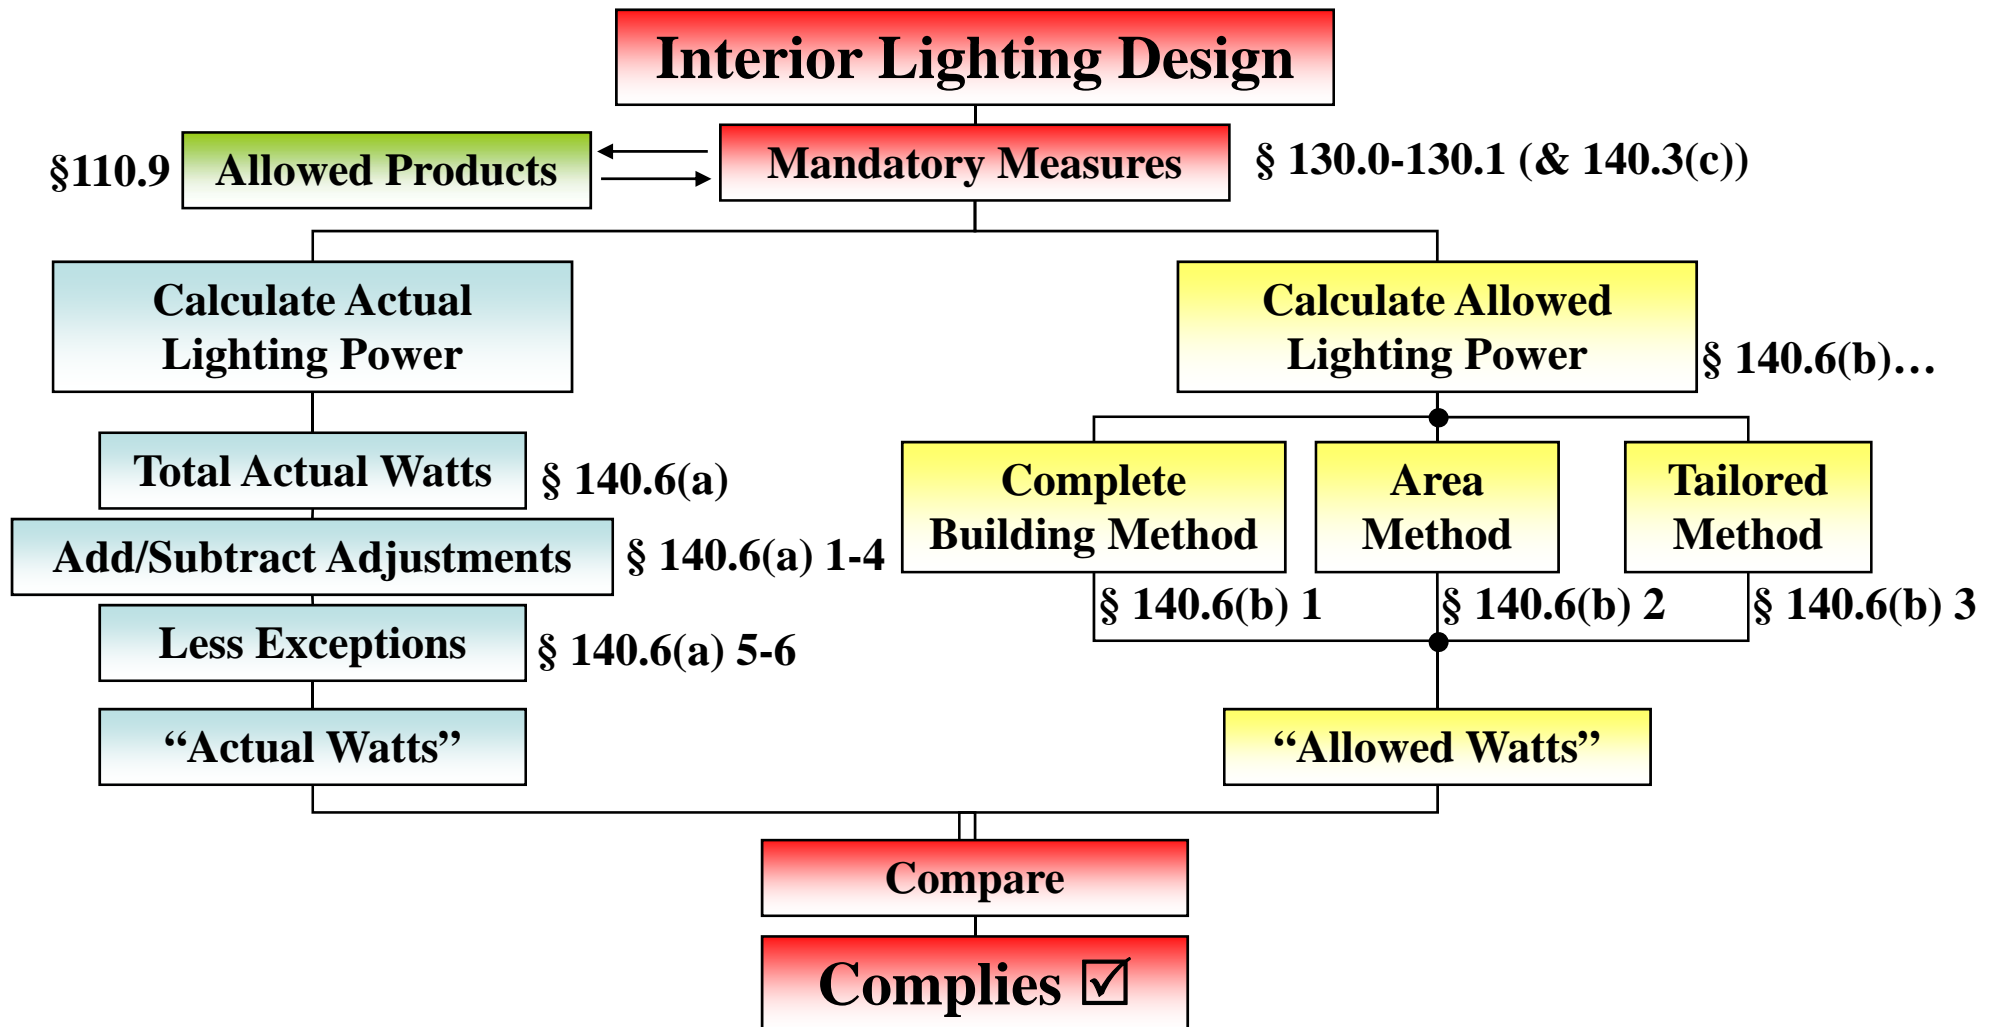 Interior Lighting Design
§110.9
Allowed Products
Mandatory Measures
§ 130.0-130.1 (& 140.3(c))
Calculate Actual
Lighting Power
Calculate Allowed
Lighting Power
§ 140.6(b)…
Total Actual Watts
§ 140.6(a)
Add/Subtract Adjustments
§ 140.6(a) 1-4
Less Exceptions
§ 140.6(a) 5-6
“Actual Watts”
Complete
Building Method
§ 140.6(b) 1
Area
Method
§ 140.6(b) 2
Tailored
Method
§ 140.6(b) 3
“Allowed Watts”
Compare
Complies ☑